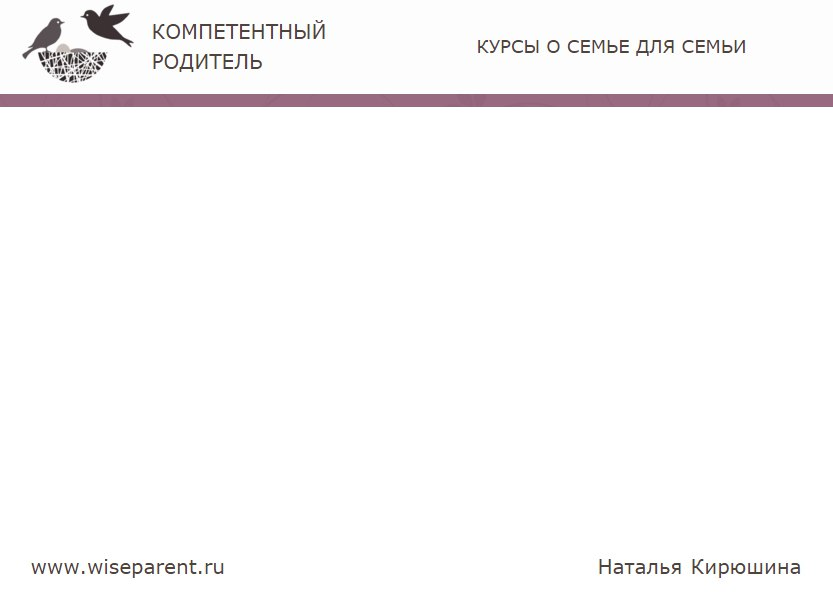 КОМПЕТЕНТНЫЙ
РОДИТЕЛЬ
КУРСЫ О СЕМЬЕ ДЛЯ СЕМЬИ
www.wiseparent.ru
Наталья Кирюшина